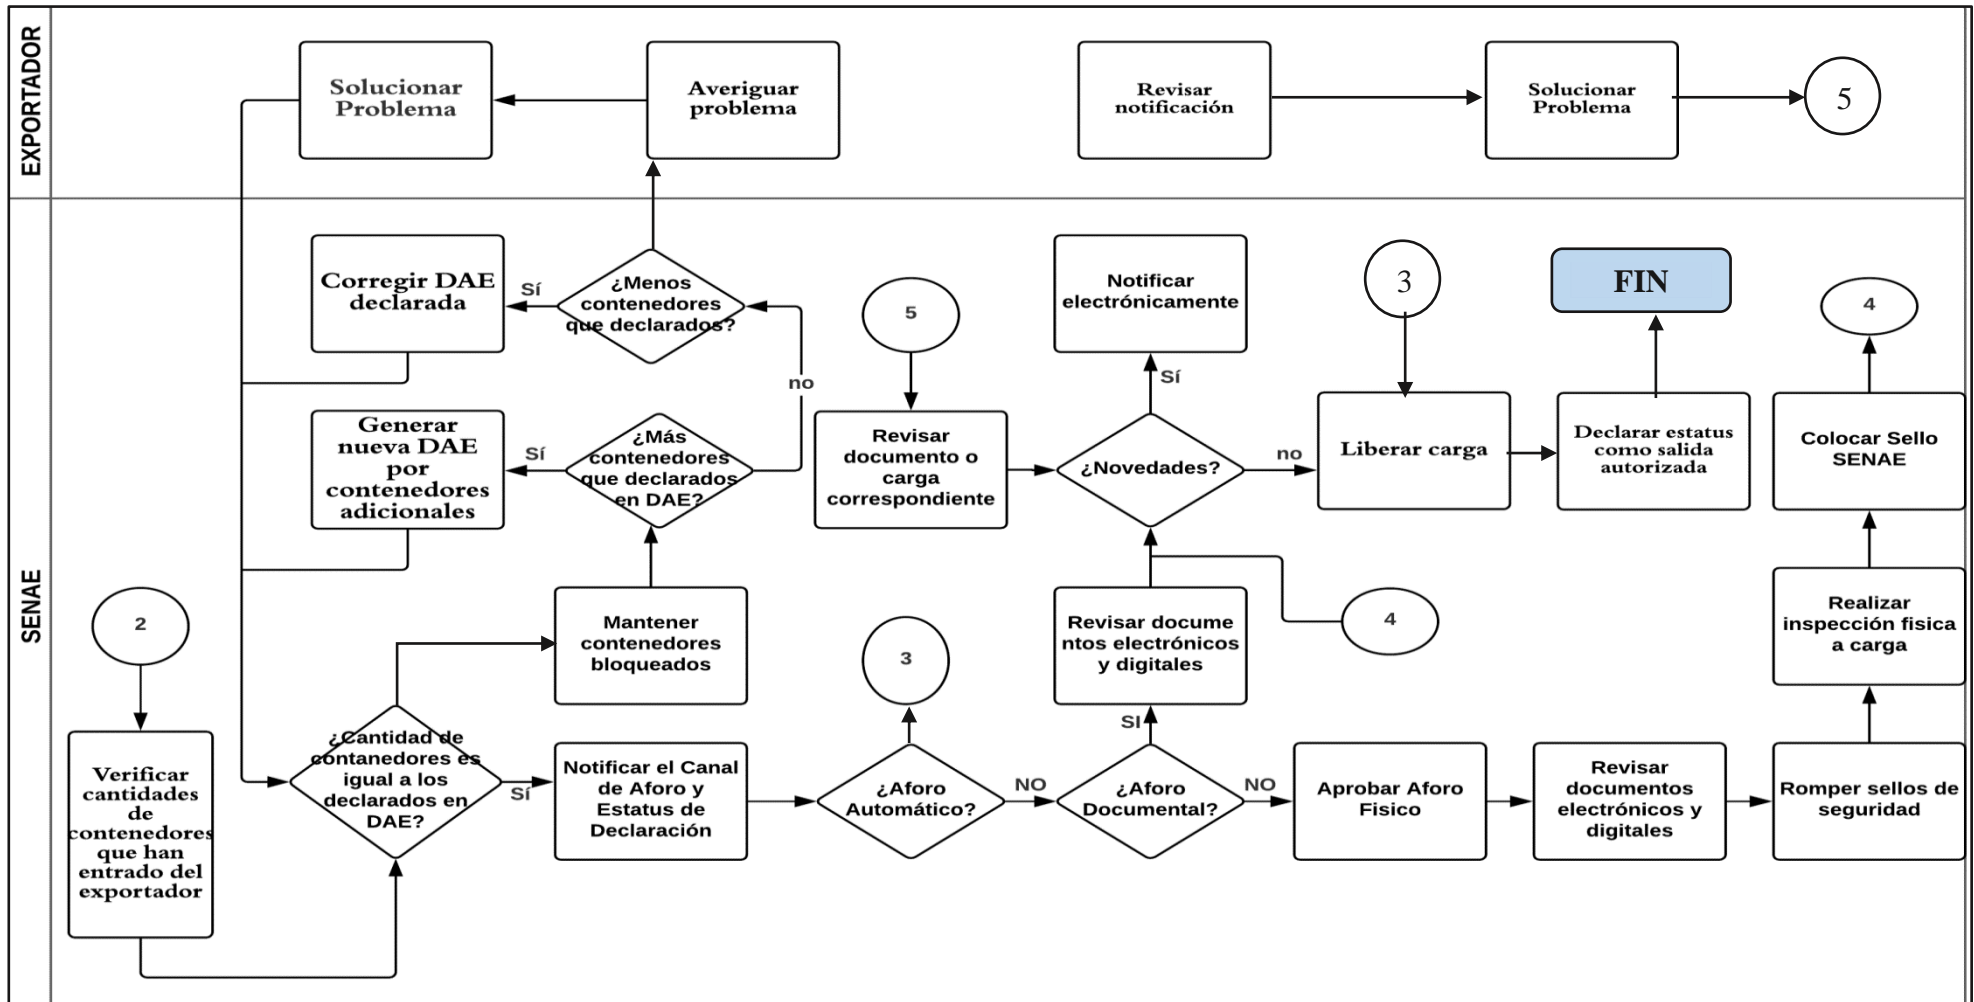 EXPORTADOR
Solucionar
Problema
Averiguar
problema
Revisar
notificación
Solucionar
Problema
5
SENAE
Corregir DAE
declarada
Sí
¿Menos
contenedores
que declarados?
5
Notificar
electrónicamente
3
FIN
4
no
Sí
Generar
nueva DAE
por
contenedores
adicionales
Sí
¿Más
contenedores
que declarados
en DAE?
Revisar
documento o
carga
correspondiente
¿Novedades?
no
Liberar carga
Declarar estatus
como salida
autorizada
Colocar Sello
SENAE
2
Mantener
contenedores
bloqueados
3
Revisar docume
ntos electrónicos
y digitales
4
Realizar
inspección fisica
a carga
SI
Verificar
cantidades
de
contenedores
que han
entrado del
exportador
¿Cantidad de
contanedores es
igual a los
declarados en
DAE?
Sí
Notificar el Canal
de Aforo y
Estatus de
Declaración
¿Aforo
Automático?
NO
¿Aforo
Documental?
NO
Aprobar Aforo
Fisico
Revisar
documentos
electrónicos y
digitales
Romper sellos de
seguridad